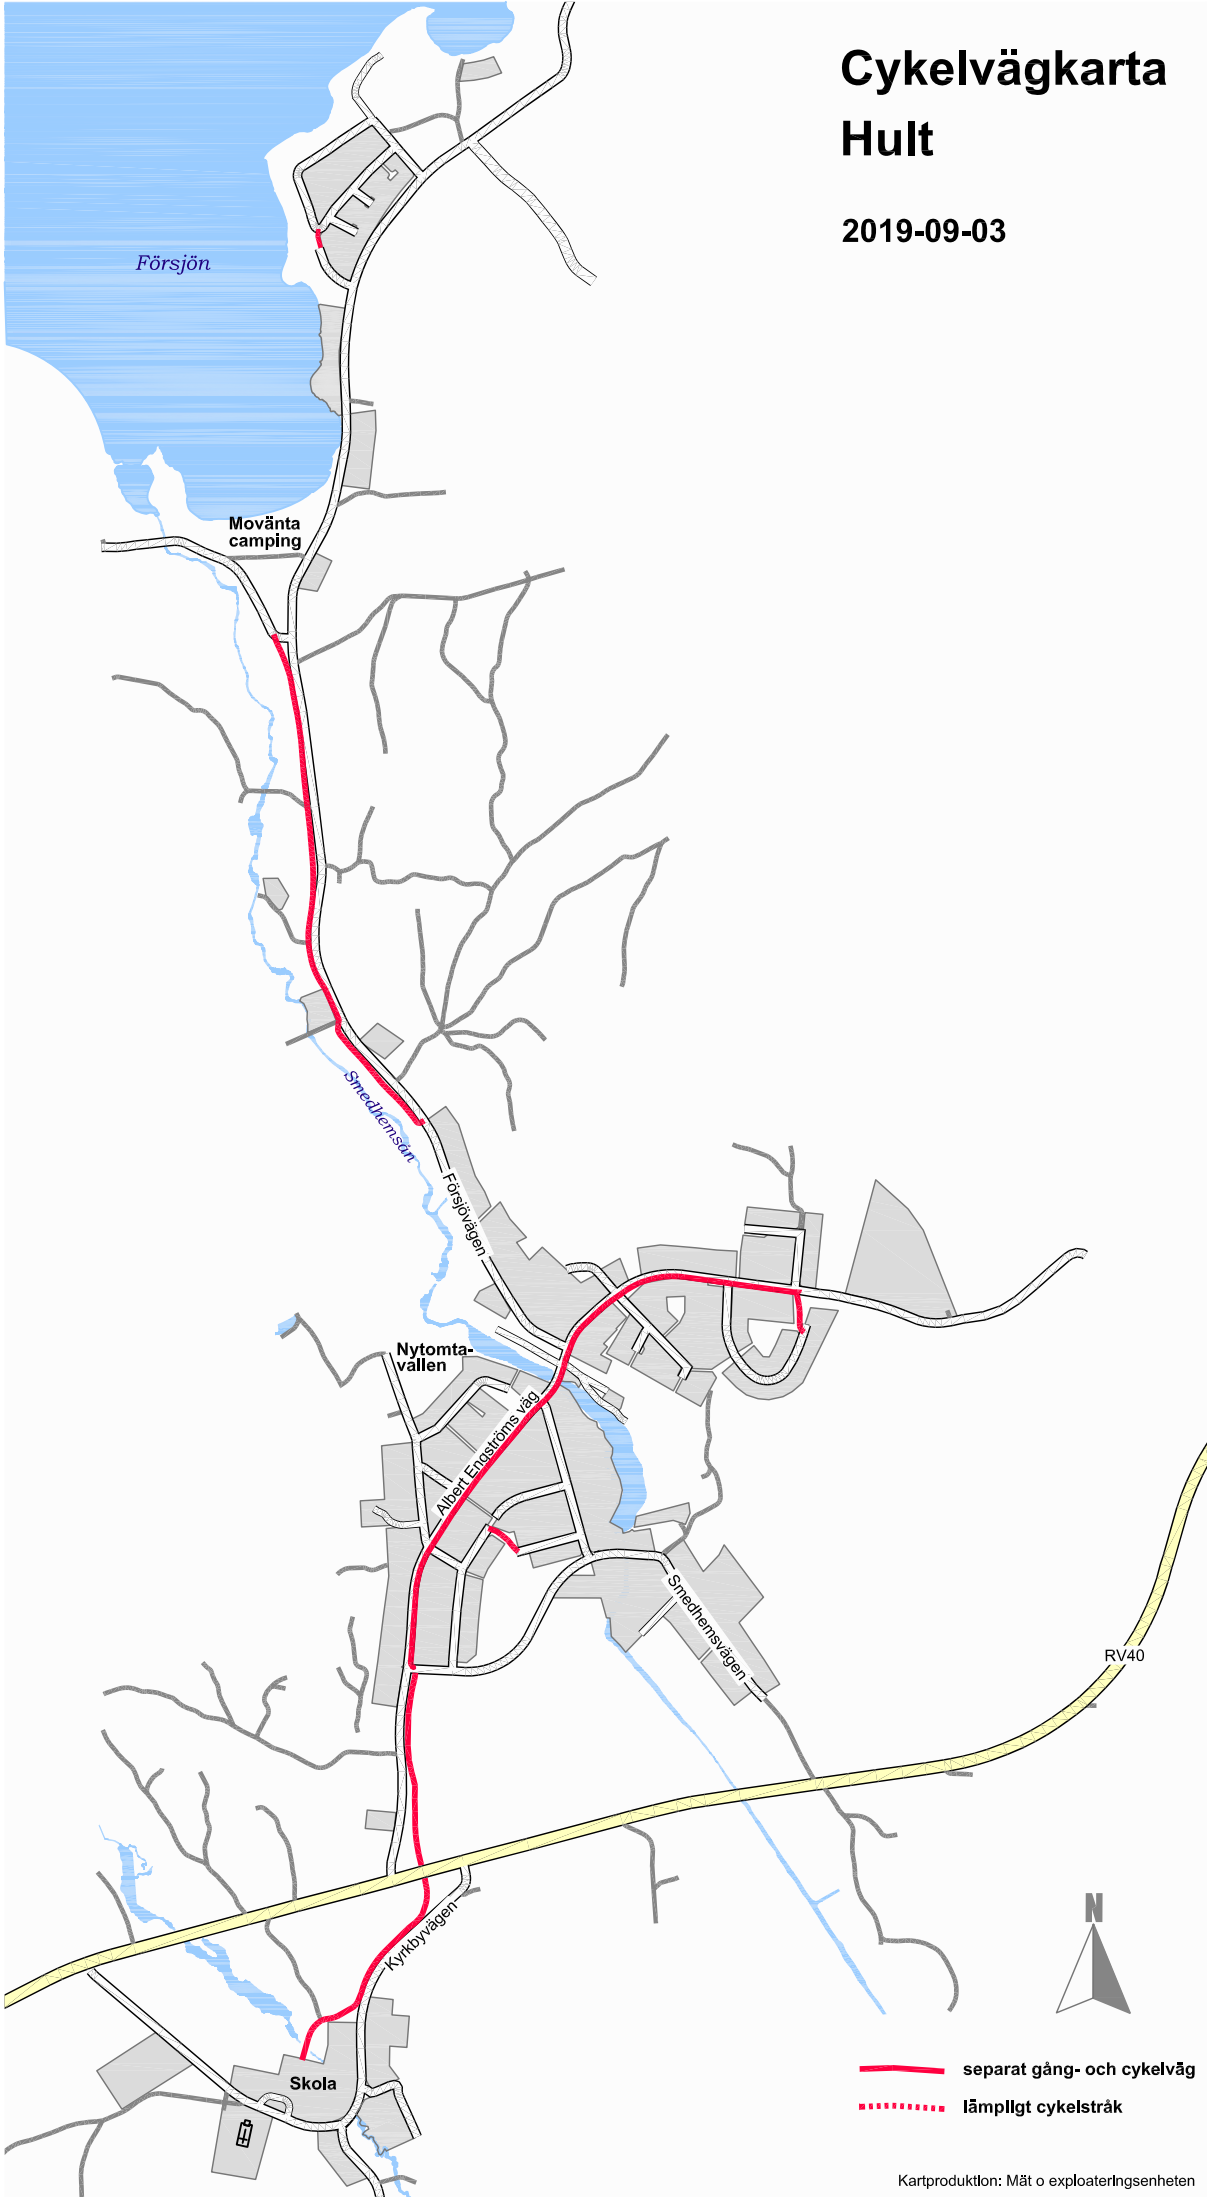 Cykelvägkarta
Hult
2019-09-03
Försjön
Movänta
camping
Smedhemsån
Försjövägen
Nytomta-
vallen
Albert Engströms väg
Smedhemsvägen
RV40
Kyrkbyvägen
N
separat gång- och cykelväg
lämpligt cykelstråk
Skola
Kartproduktion: Mät o exploateringsenheten